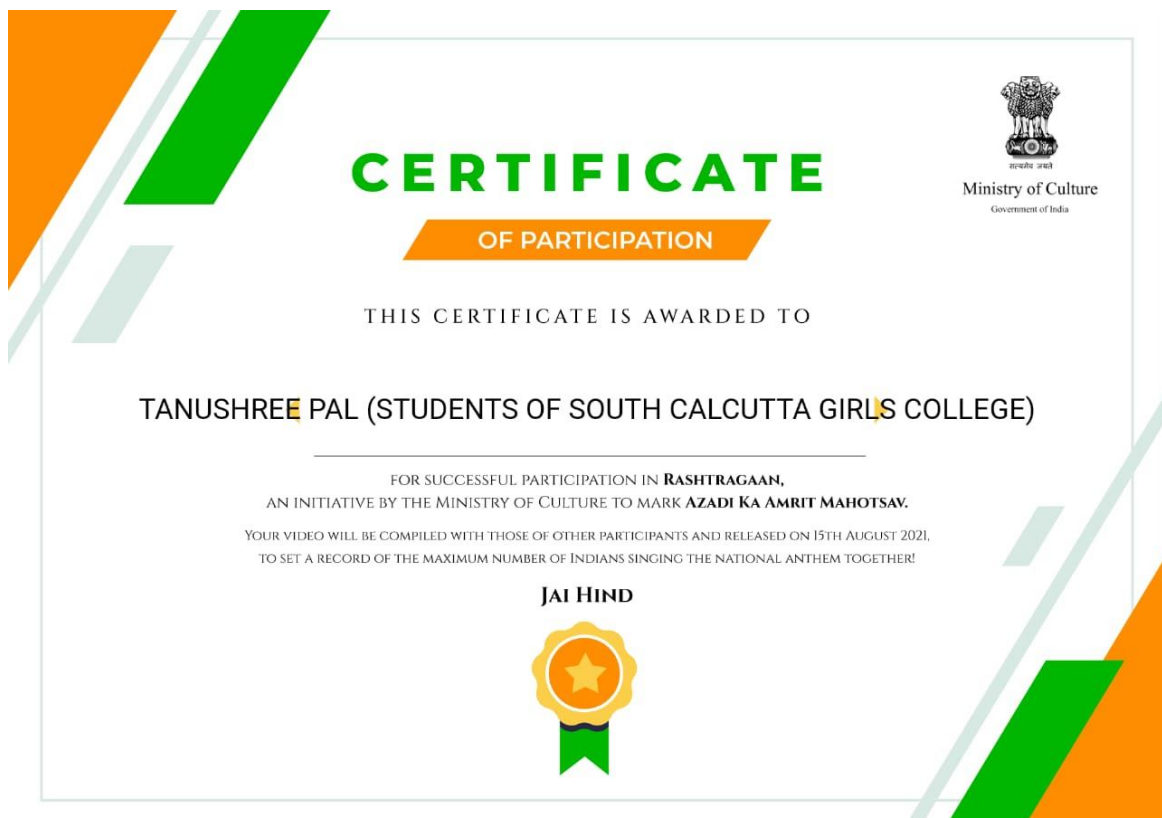 सत्यमेव जयते
Ministry of Culture
Government of India
CERTIFICATE
OF PARTICIPATION
THIS CERTIFICATE IS AWARDED TO
TANUSHREE PAL (STUDENTS OF SOUTH CALCUTTA GIRLS COLLEGE)
FOR SUCCESSFUL PARTICIPATION IN RASHTRAGAAN,
AN INITIATIVE BY THE MINISTRY OF CULTURE TO MARK AZADI KA AMRIT MAHOTSAV.
YOUR VIDEO WILL BE COMPILED WITH THOSE OF OTHER PARTICIPANTS AND RELEASED ON 15TH AUGUST 2021,
TO SET A RECORD OF THE MAXIMUM NUMBER OF INDIANS SINGING THE NATIONAL ANTHEM TOGETHER!
JAI HIND